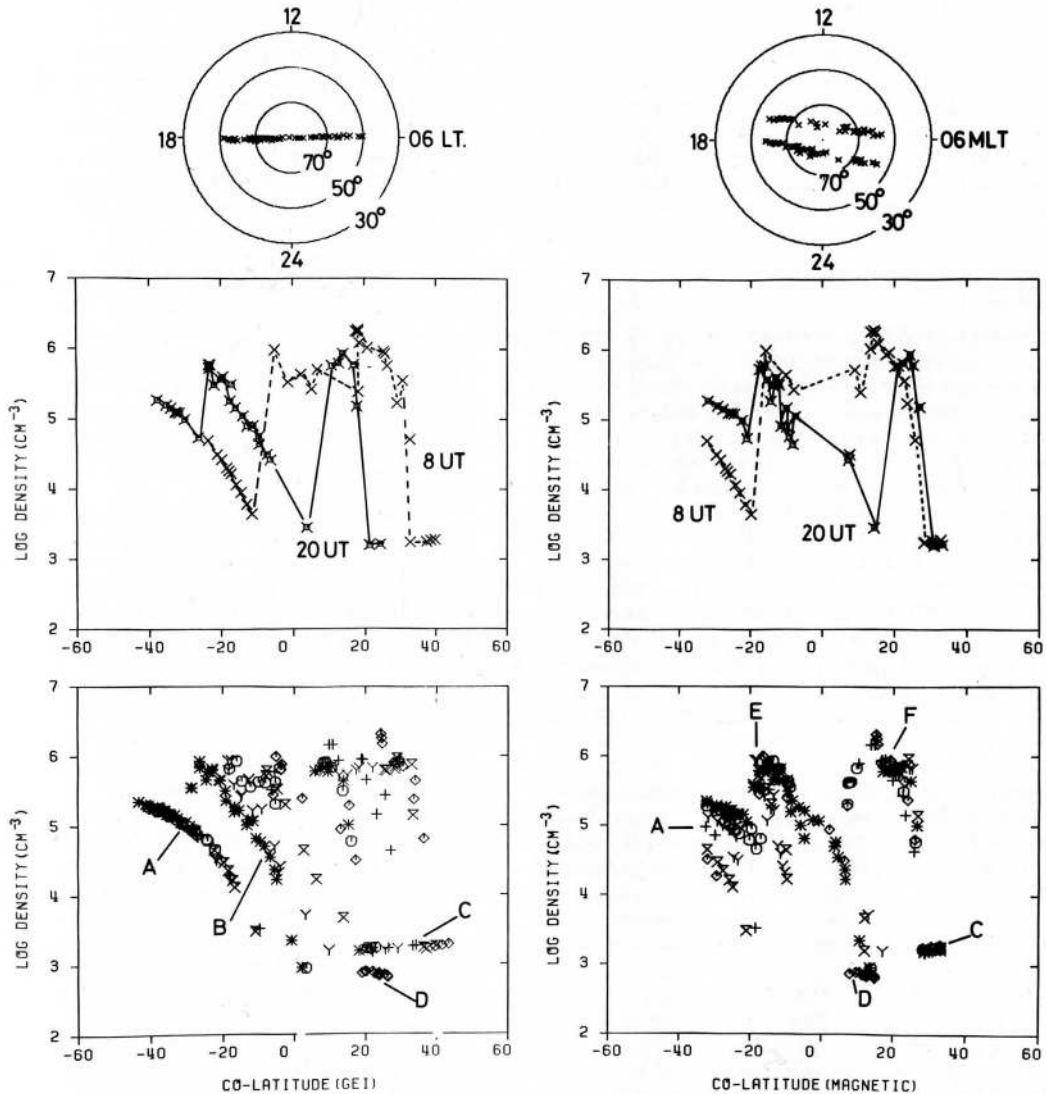 12
18
06 LT.
70°
50°
30°
24
12
18
06 MLT
70°
50°
30°
24
7
6
5
4
3
2
LOG DENSITY (CM⁻³)
8 UT
20 UT
-60 -40 -20 0 20 40 60
7
6
5
4
3
2
LOG DENSITY (CM⁻³)
8 UT
20 UT
-60 -40 -20 0 20 40 60
7
6
5
4
3
2
LOG DENSITY (CM⁻³)
A
B
C
D
-60 -40 -20 0 20 40 60
CO-LATITUDE (GEI)
7
6
5
4
3
2
LOG DENSITY (CM⁻³)
E
F
A
C
D
-60 -40 -20 0 20 40 60
CO-LATITUDE (MAGNETIC)